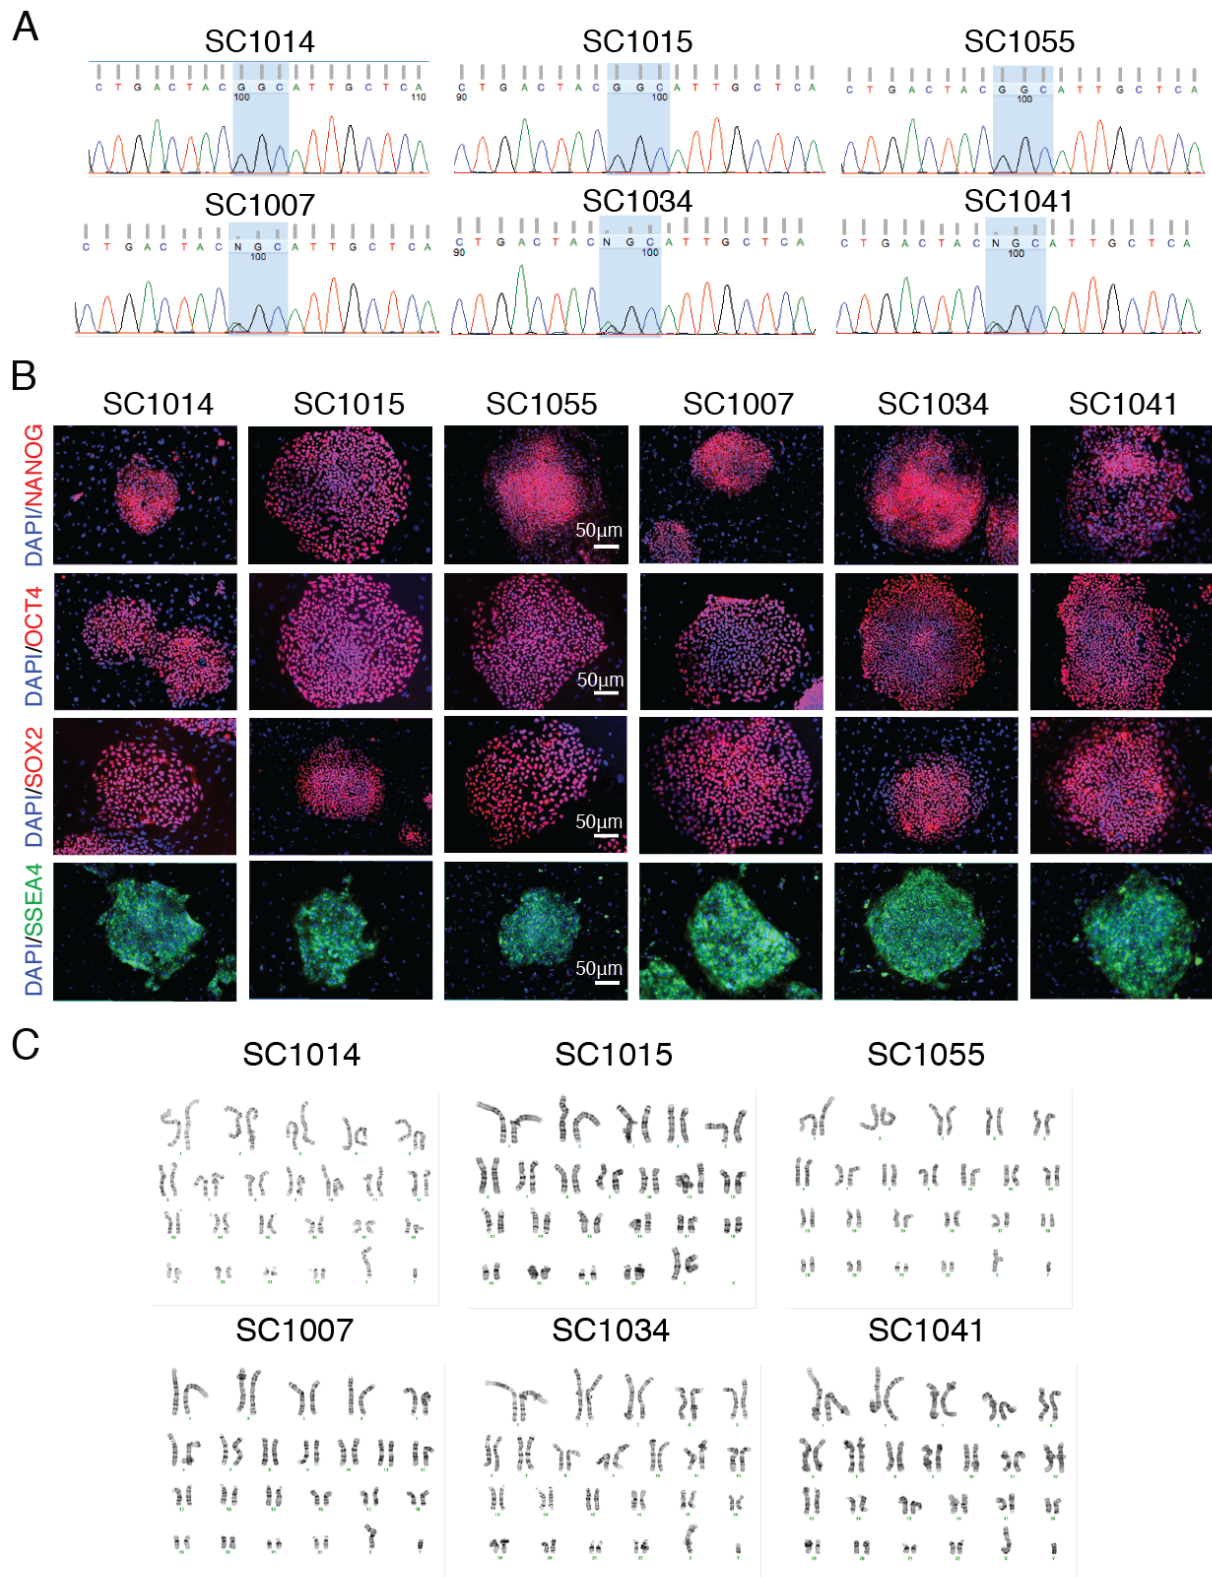 A
SC1014 SC1015 SC1055
C T G A C T A C G G C A T T G C T C A
100 110
C T G A C T A C G G C A T T G C T C A
90 100
C T G A C T A C G G C A T T G C T C A
100
SC1007 SC1034 SC1041
C T G A C T A C N G C A T T G C T C A
100
C T G A C T A C N G C A T T G C T C A
90 100
C T G A C T A C N G C A T T G C T C A
100
B
SC1014 SC1015 SC1055 SC1007 SC1034 SC1041
DAPI/NANOG
50µm
DAPI/OCT4
50µm
DAPI/SOX2
50µm
DAPI/SSEA4
50µm
C
SC1014 SC1015 SC1055
SC1007 SC1034 SC1041